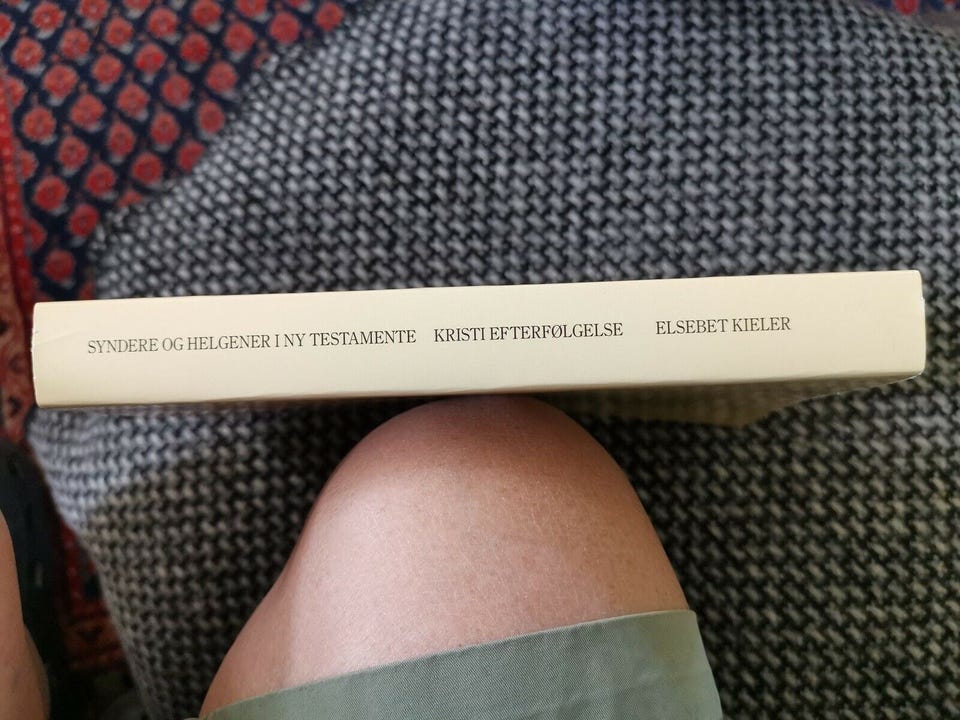 SYNDERE OG HELGENER I NY TESTAMENTE KRISTI EFTERFØLGELSE ELSEBET KIELER